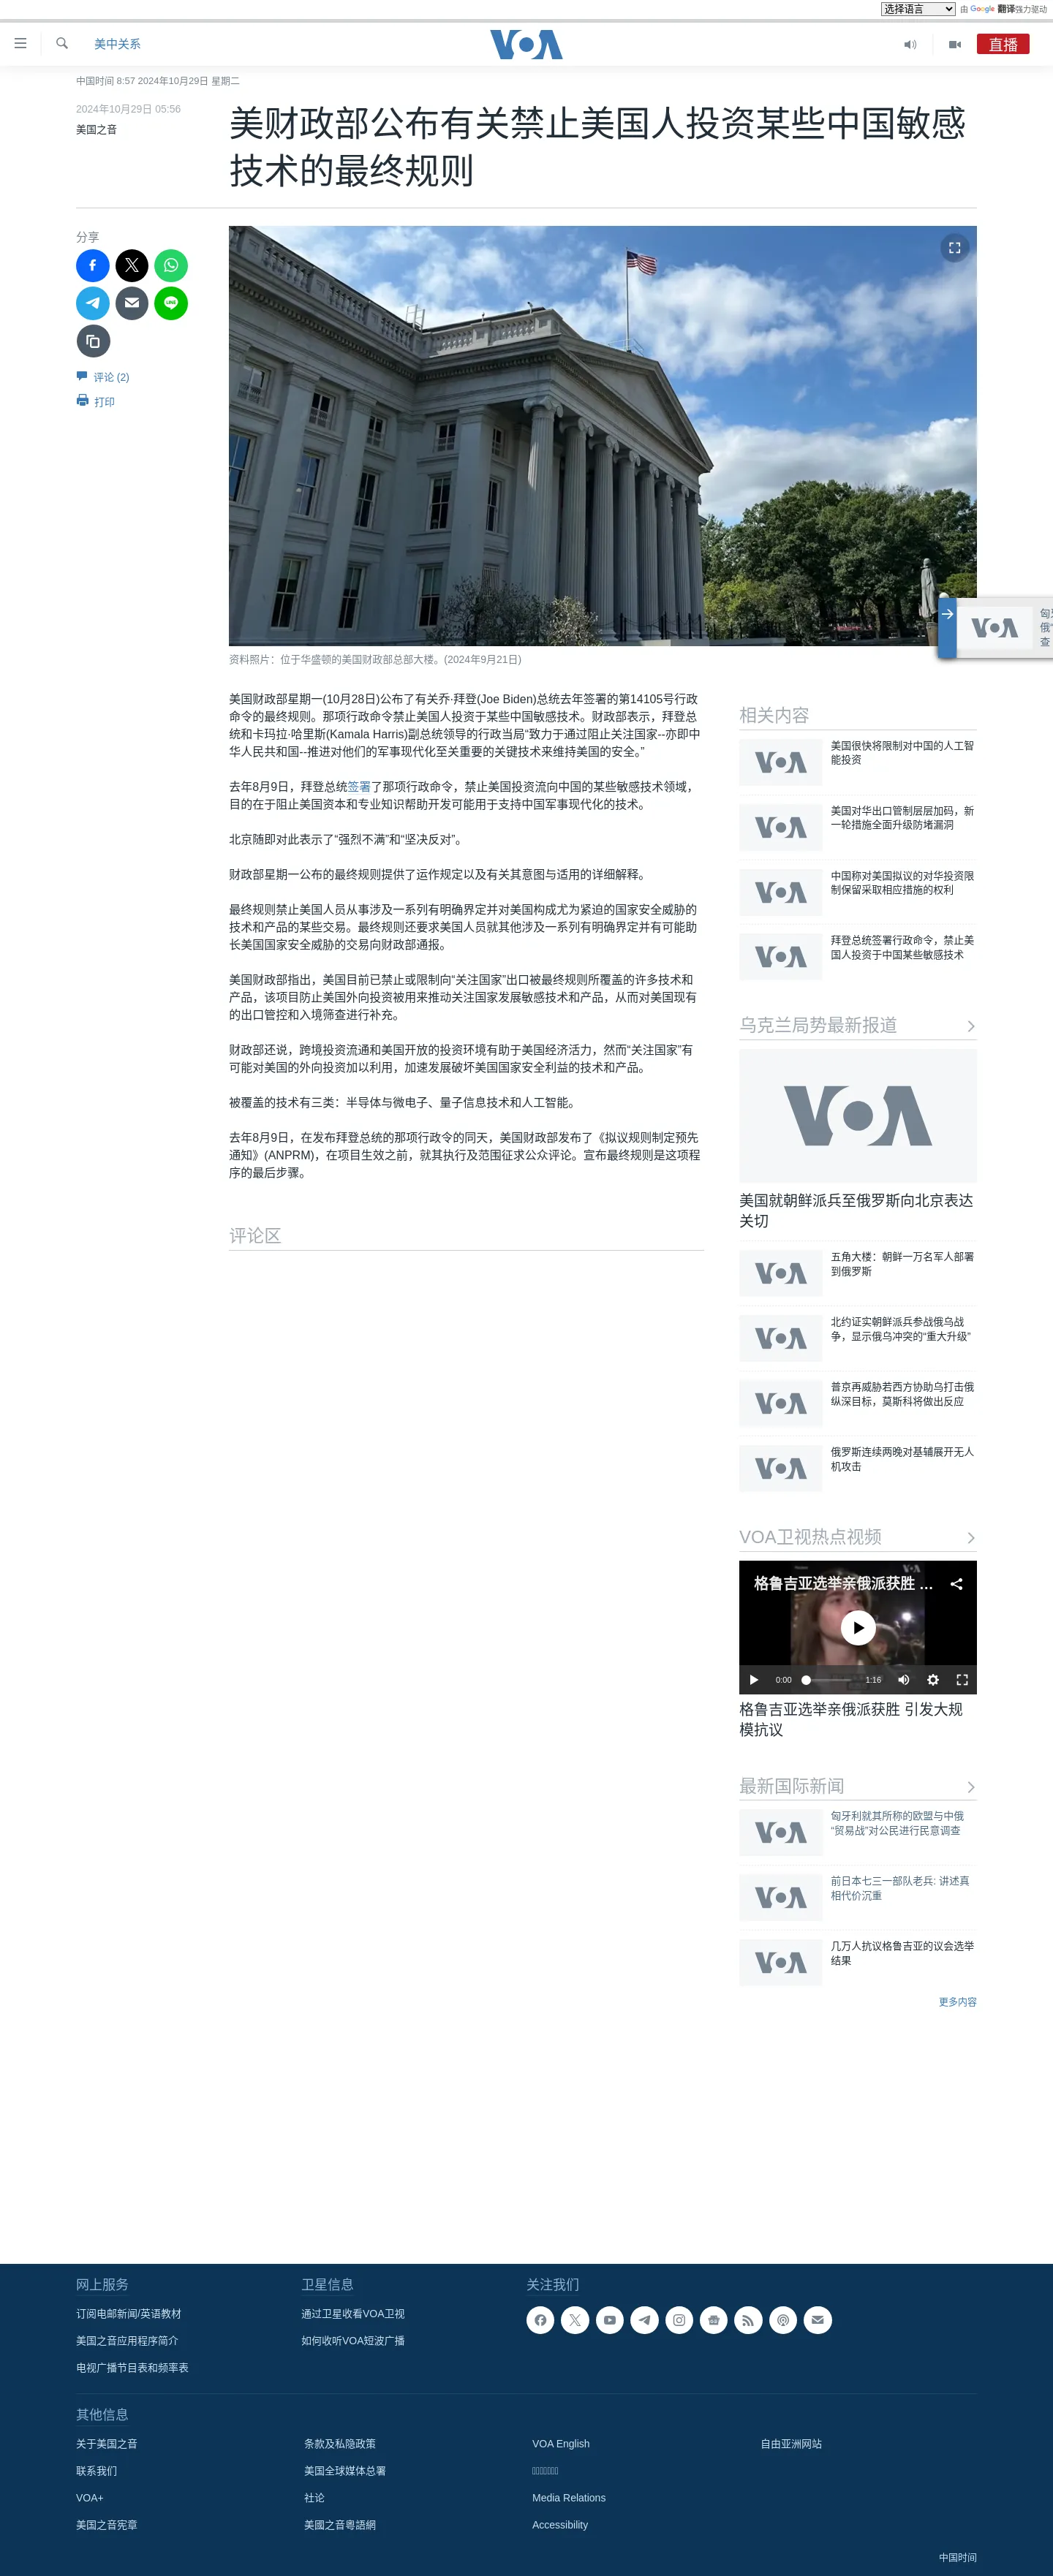 选择语言 由 Google 翻译强力驱动
美中关系
VOA
直播
中国时间 8:57 2024年10月29日 星期二
2024年10月29日 05:56
美国之音
美财政部公布有关禁止美国人投资某些中国敏感
技术的最终规则
分享
评论 (2)
打印
资料照片：位于华盛顿的美国财政部总部大楼。(2024年9月21日)
VOA
俄“
查
美国财政部星期一(10月28日)公布了有关乔·拜登(Joe Biden)总统去年签署的第14105号行政
命令的最终规则。那项行政命令禁止美国人投资于某些中国敏感技术。财政部表示，拜登总
统和卡玛拉·哈里斯(Kamala Harris)副总统领导的行政当局“致力于通过阻止关注国家--亦即中
华人民共和国--推进对他们的军事现代化至关重要的关键技术来维持美国的安全。”
去年8月9日，拜登总统签署了那项行政命令，禁止美国投资流向中国的某些敏感技术领域，
目的在于阻止美国资本和专业知识帮助开发可能用于支持中国军事现代化的技术。
北京随即对此表示了“强烈不满”和“坚决反对”。
财政部星期一公布的最终规则提供了运作规定以及有关其意图与适用的详细解释。
最终规则禁止美国人员从事涉及一系列有明确界定并对美国构成尤为紧迫的国家安全威胁的
技术和产品的某些交易。最终规则还要求美国人员就其他涉及一系列有明确界定并有可能助
长美国国家安全威胁的交易向财政部通报。
美国财政部指出，美国目前已禁止或限制向“关注国家”出口被最终规则所覆盖的许多技术和
产品，该项目防止美国外向投资被用来推动关注国家发展敏感技术和产品，从而对美国现有
的出口管控和入境筛查进行补充。
财政部还说，跨境投资流通和美国开放的投资环境有助于美国经济活力，然而“关注国家”有
可能对美国的外向投资加以利用，加速发展破坏美国国家安全利益的技术和产品。
被覆盖的技术有三类：半导体与微电子、量子信息技术和人工智能。
去年8月9日，在发布拜登总统的那项行政令的同天，美国财政部发布了《拟议规则制定预先
通知》(ANPRM)，在项目生效之前，就其执行及范围征求公众评论。宣布最终规则是这项程
序的最后步骤。
评论区
相关内容
VOA
美国很快将限制对中国的人工智
能投资
VOA
美国对华出口管制层层加码，新
一轮措施全面升级防堵漏洞
VOA
中国称对美国拟议的对华投资限
制保留采取相应措施的权利
VOA
拜登总统签署行政命令，禁止美
国人投资于中国某些敏感技术
乌克兰局势最新报道
VOA
美国就朝鲜派兵至俄罗斯向北京表达
关切
VOA
五角大楼：朝鲜一万名军人部署
到俄罗斯
VOA
北约证实朝鲜派兵参战俄乌战
争，显示俄乌冲突的“重大升级”
VOA
普京再威胁若西方协助乌打击俄
纵深目标，莫斯科将做出反应
VOA
俄罗斯连续两晚对基辅展开无人
机攻击
VOA卫视热点视频
格鲁吉亚选举亲俄派获胜 ...
VOA
0:00 1:16
格鲁吉亚选举亲俄派获胜 引发大规
模抗议
最新国际新闻
VOA
匈牙利就其所称的欧盟与中俄
“贸易战”对公民进行民意调查
VOA
前日本七三一部队老兵: 讲述真
相代价沉重
VOA
几万人抗议格鲁吉亚的议会选举
结果
更多内容
网上服务
订阅电邮新闻/英语教材
美国之音应用程序简介
电视广播节目表和频率表
卫星信息
通过卫星收看VOA卫视
如何收听VOA短波广播
关注我们
其他信息
关于美国之音
联系我们
VOA+
美国之音宪章
条款及私隐政策
美国全球媒体总署
社论
美國之音粵語網
VOA English
Media Relations
Accessibility
自由亚洲网站
中国时间